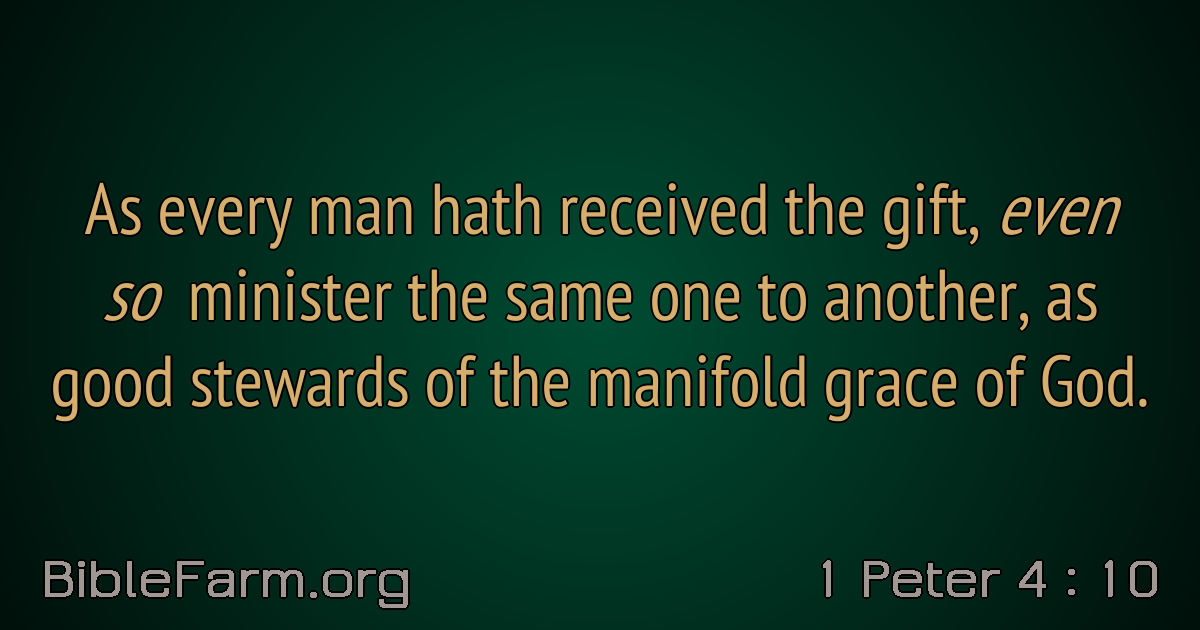 As every man hath received the gift, even
so minister the same one to another, as
good stewards of the manifold grace of God.
BibleFarm.org
1 Peter 4 : 10